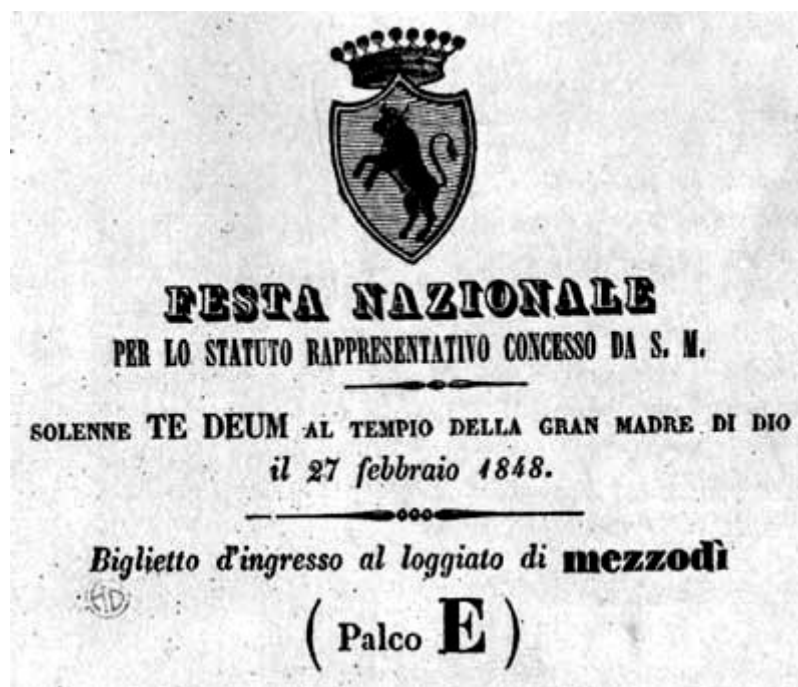 FESTA NAZIONALE
PER LO STATUTO RAPPRESENTATIVO CONCESSO DA S. M.
SOLENNE TE DEUM AL TEMPIO DELLA GRAN MADRE DI DIO
il 27 febbraio 1848.
Biglietto d'ingresso al loggiato di mezzodì
HD
( Palco E )